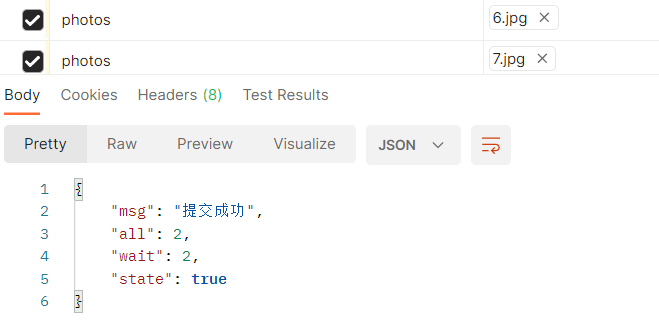 photos 6.jpg ×
photos 7.jpg ×
Body Cookies Headers (8) Test Results
Pretty Raw Preview Visualize JSON
1 {
2 "msg": "提交成功",
3 "all": 2,
4 "wait": 2,
5 "state": true
6 }